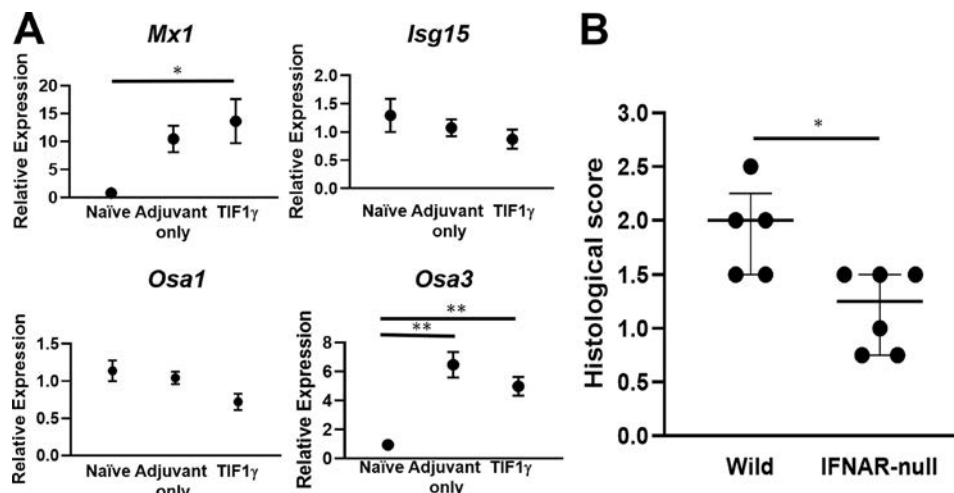 A
Mx1
*
Relative Expression
20
15
10
5
0
Naïve Adjuvant TIF1γ
only
Isg15
Relative Expression
2.0
1.5
1.0
0.5
0.0
Naïve Adjuvant TIF1γ
only
Osa1
Relative Expression
1.5
1.0
0.5
0.0
Naïve Adjuvant TIF1γ
only
Osa3
**
**
Relative Expression
8
6
4
2
0
Naïve Adjuvant TIF1γ
only
B
*
Histological score
3.0
2.5
2.0
1.5
1.0
0.5
0.0
Wild
IFNAR-null